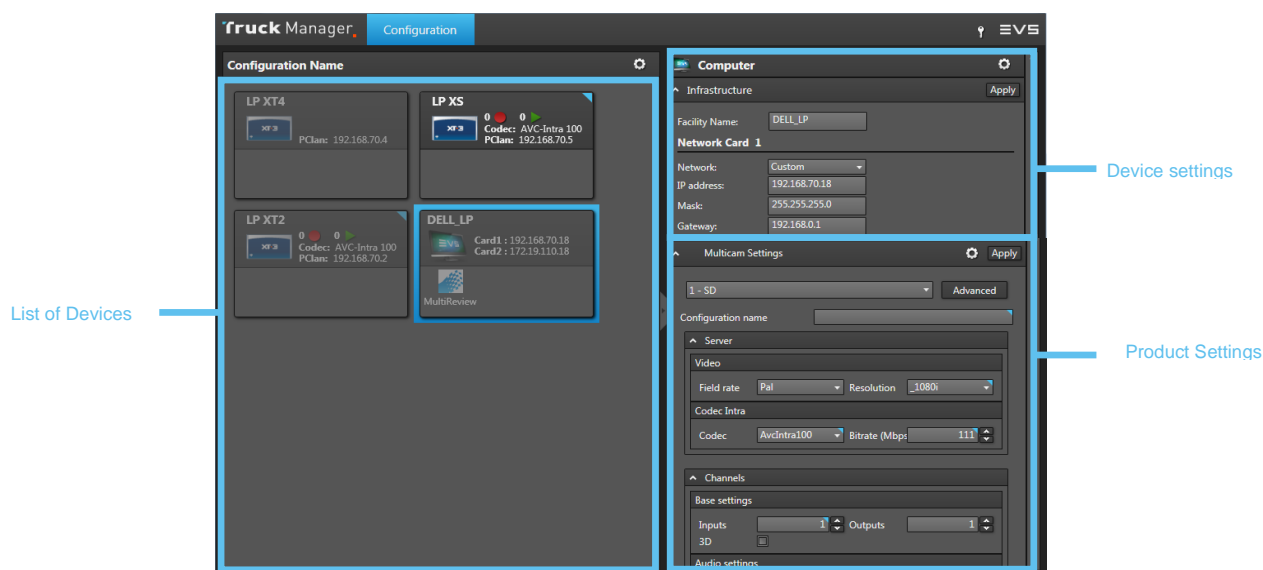 Truck Manager. Configuration EVS
Configuration Name
LP XT4
XT3
PClan: 192.168.70.4
LP XS
0 0
XT3
Codec: AVC-Intra 100
PClan: 192.168.70.5
LP XT2
0 0
XT3
Codec: AVC-Intra 100
PClan: 192.168.70.2
DELL_LP
EVS
Card1 : 192.168.70.18
Card2 : 172.19.110.18
MultiReview
List of Devices
Computer
Infrastructure Apply
Facility Name: DELL_LP
Network Card 1
Network: Custom
IP address: 192.168.70.18
Mask: 255.255.255.0
Gateway: 192.168.0.1
Device settings
Multicam Settings Apply
1 - SD Advanced
Configuration name
Server
Video
Field rate Pal Resolution _1080i
Codec Intra
Codec AvcIntra100 Bitrate (Mbps 111
Channels
Base settings
Inputs 1 Outputs 1
3D
Audio settings
Product Settings